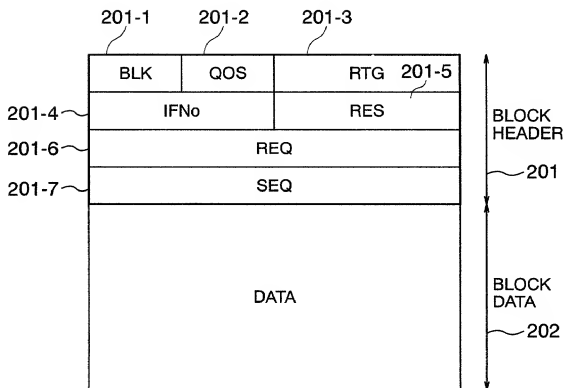 201-1 201-2 201-3
BLK QOS RTG 201-5
201-4 IFNo RES
BLOCK
HEADER
201-6 REQ
201
201-7 SEQ
DATA
BLOCK
DATA
202